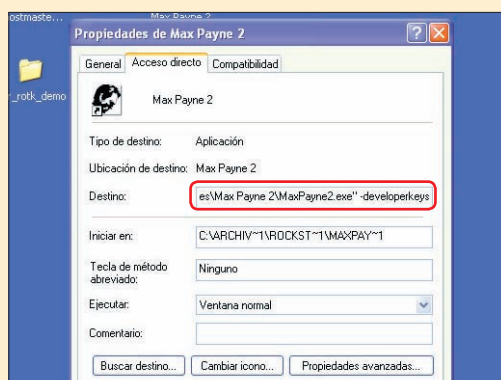 ostmaste... Max Payne 2
Propiedades de Max Payne 2
General Acceso directo Compatibilidad
_rotk_demo
Max Payne 2
Tipo de destino: Aplicación
Ubicación de destino: Max Payne 2
Destino: es\Max Payne 2\MaxPayne2.exe" -developerkeys
Iniciar en: C:\ARCHIV~1\ROCKST~1\MAXPAY~1
Tecla de método
abreviado: Ninguno
Ejecutar: Ventana normal
Comentario:
Buscar destino... Cambiar icono... Propiedades avanzadas...